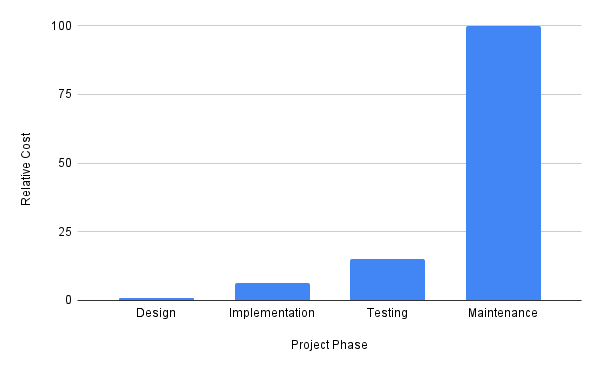 100
75
50
25
0
Relative Cost
Design Implementation Testing Maintenance
Project Phase